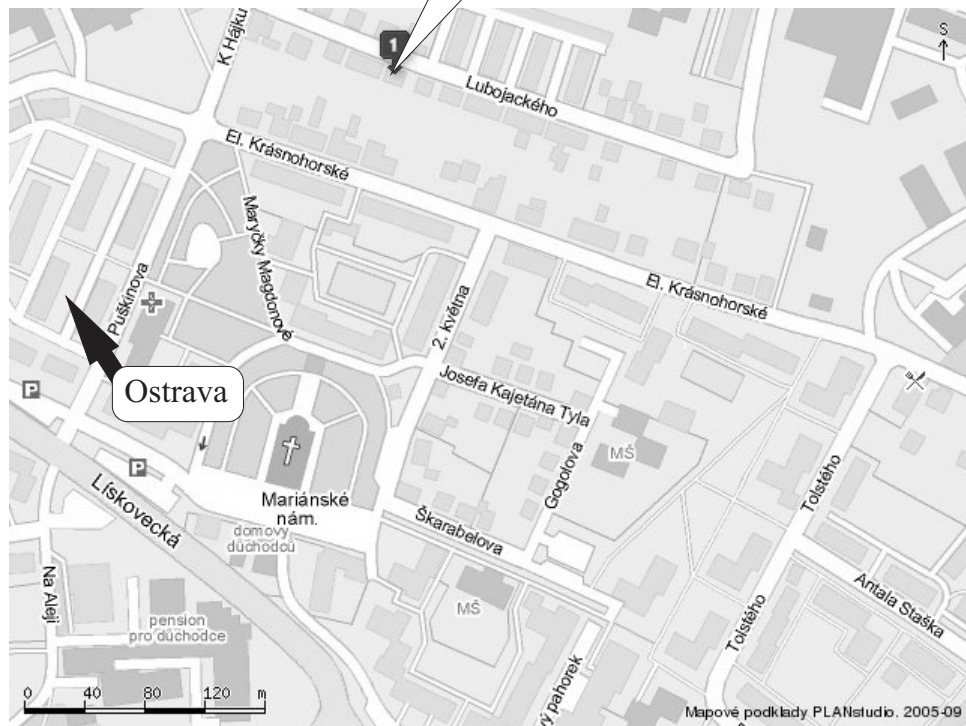 1
S
K Hájku
Lubojackého
El. Krásnohorské
Maryčky Magdonové
El. Krásnohorské
Puškinova
2. května
Ostrava
Josefa Kajetána Tyla
P
MŠ
Gogolova
P
Tolstého
Lískovecká
Mariánské
nám.
Škarabelova
domovy
důchodců
Na Aleji
MŠ
Antala Staška
Tolstého
pension
pro důchodce
ový pahorek
0 40 80 120 m
Mapové podklady PLANstudio, 2005-09